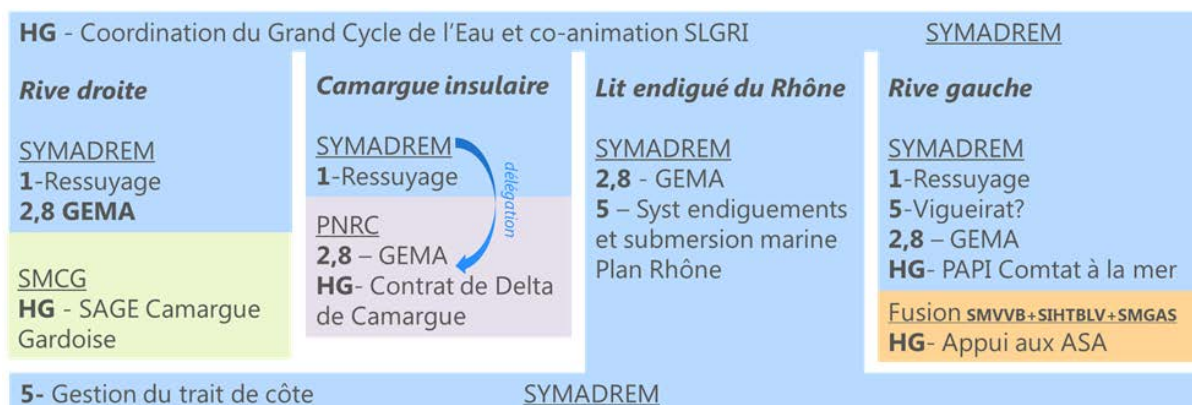 HG - Coordination du Grand Cycle de l'Eau et co-animation SLGRI SYMADREM
Rive droite
SYMADREM
1-Ressuyage
2,8 GEMA
SMCG
HG - SAGE Camargue
Gardoise
Camargue insulaire
SYMADREM
1-Ressuyage
délégation
PNRC
2,8 – GEMA
HG- Contrat de Delta
de Camargue
Lit endigué du Rhône
SYMADREM
2,8 - GEMA
5 – Syst endiguements
et submersion marine
Plan Rhône
Rive gauche
SYMADREM
1-Ressuyage
5-Vigueirat?
2,8 – GEMA
HG- PAPI Comtat à la mer
Fusion SMVVB+SIHTBLV+SMGAS
HG- Appui aux ASA
5- Gestion du trait de côte SYMADREM